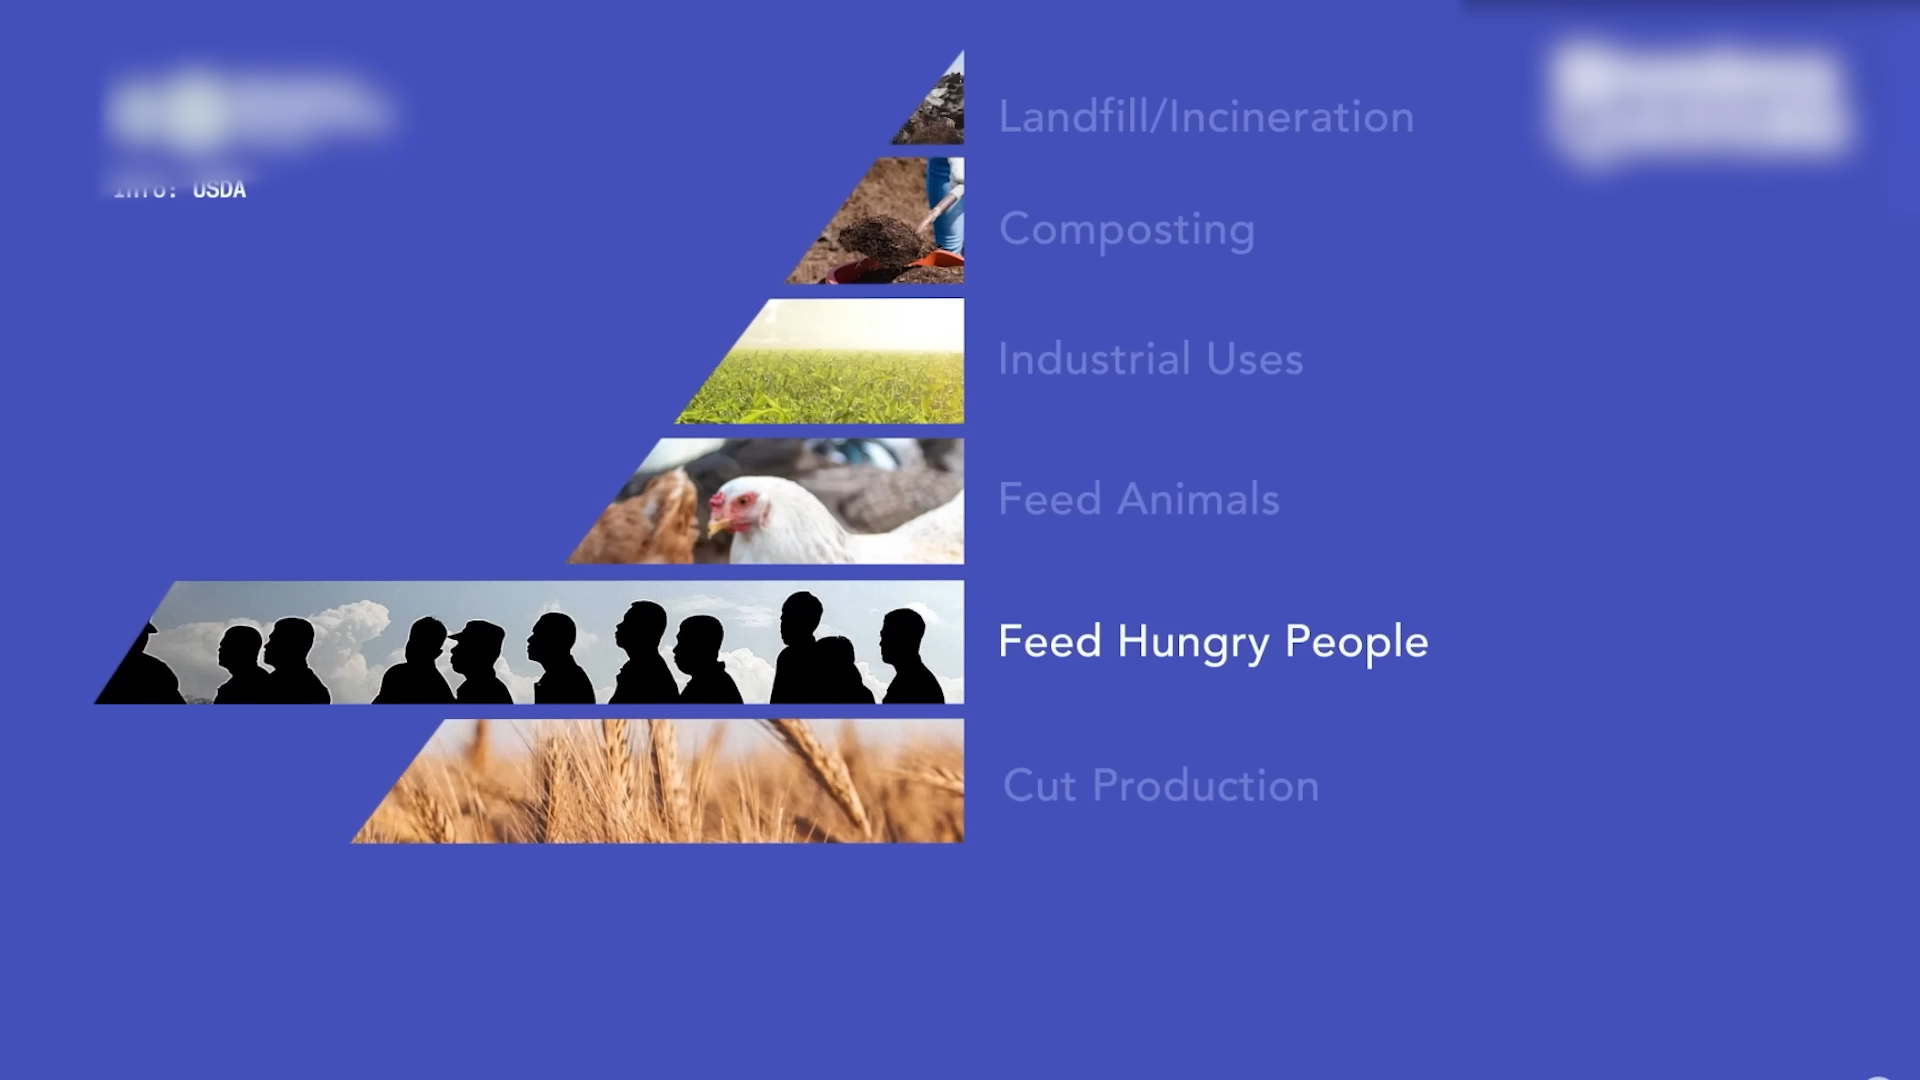 Info: USDA
Landfill/Incineration
Composting
Industrial Uses
Feed Animals
Feed Hungry People
Cut Production